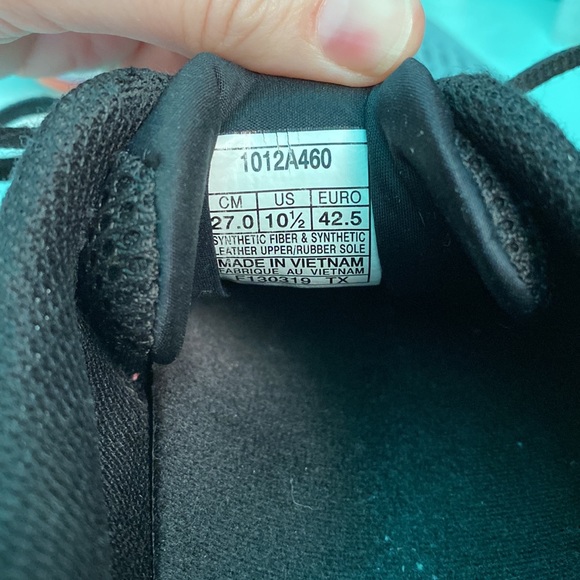 1012A460
CM US EURO
27.0 10½ 42.5
SYNTHETIC FIBER & SYNTHETIC
LEATHER UPPER/RUBBER SOLE
MADE IN VIETNAM
FABRIQUE AU VIETNAM
F130319 TX